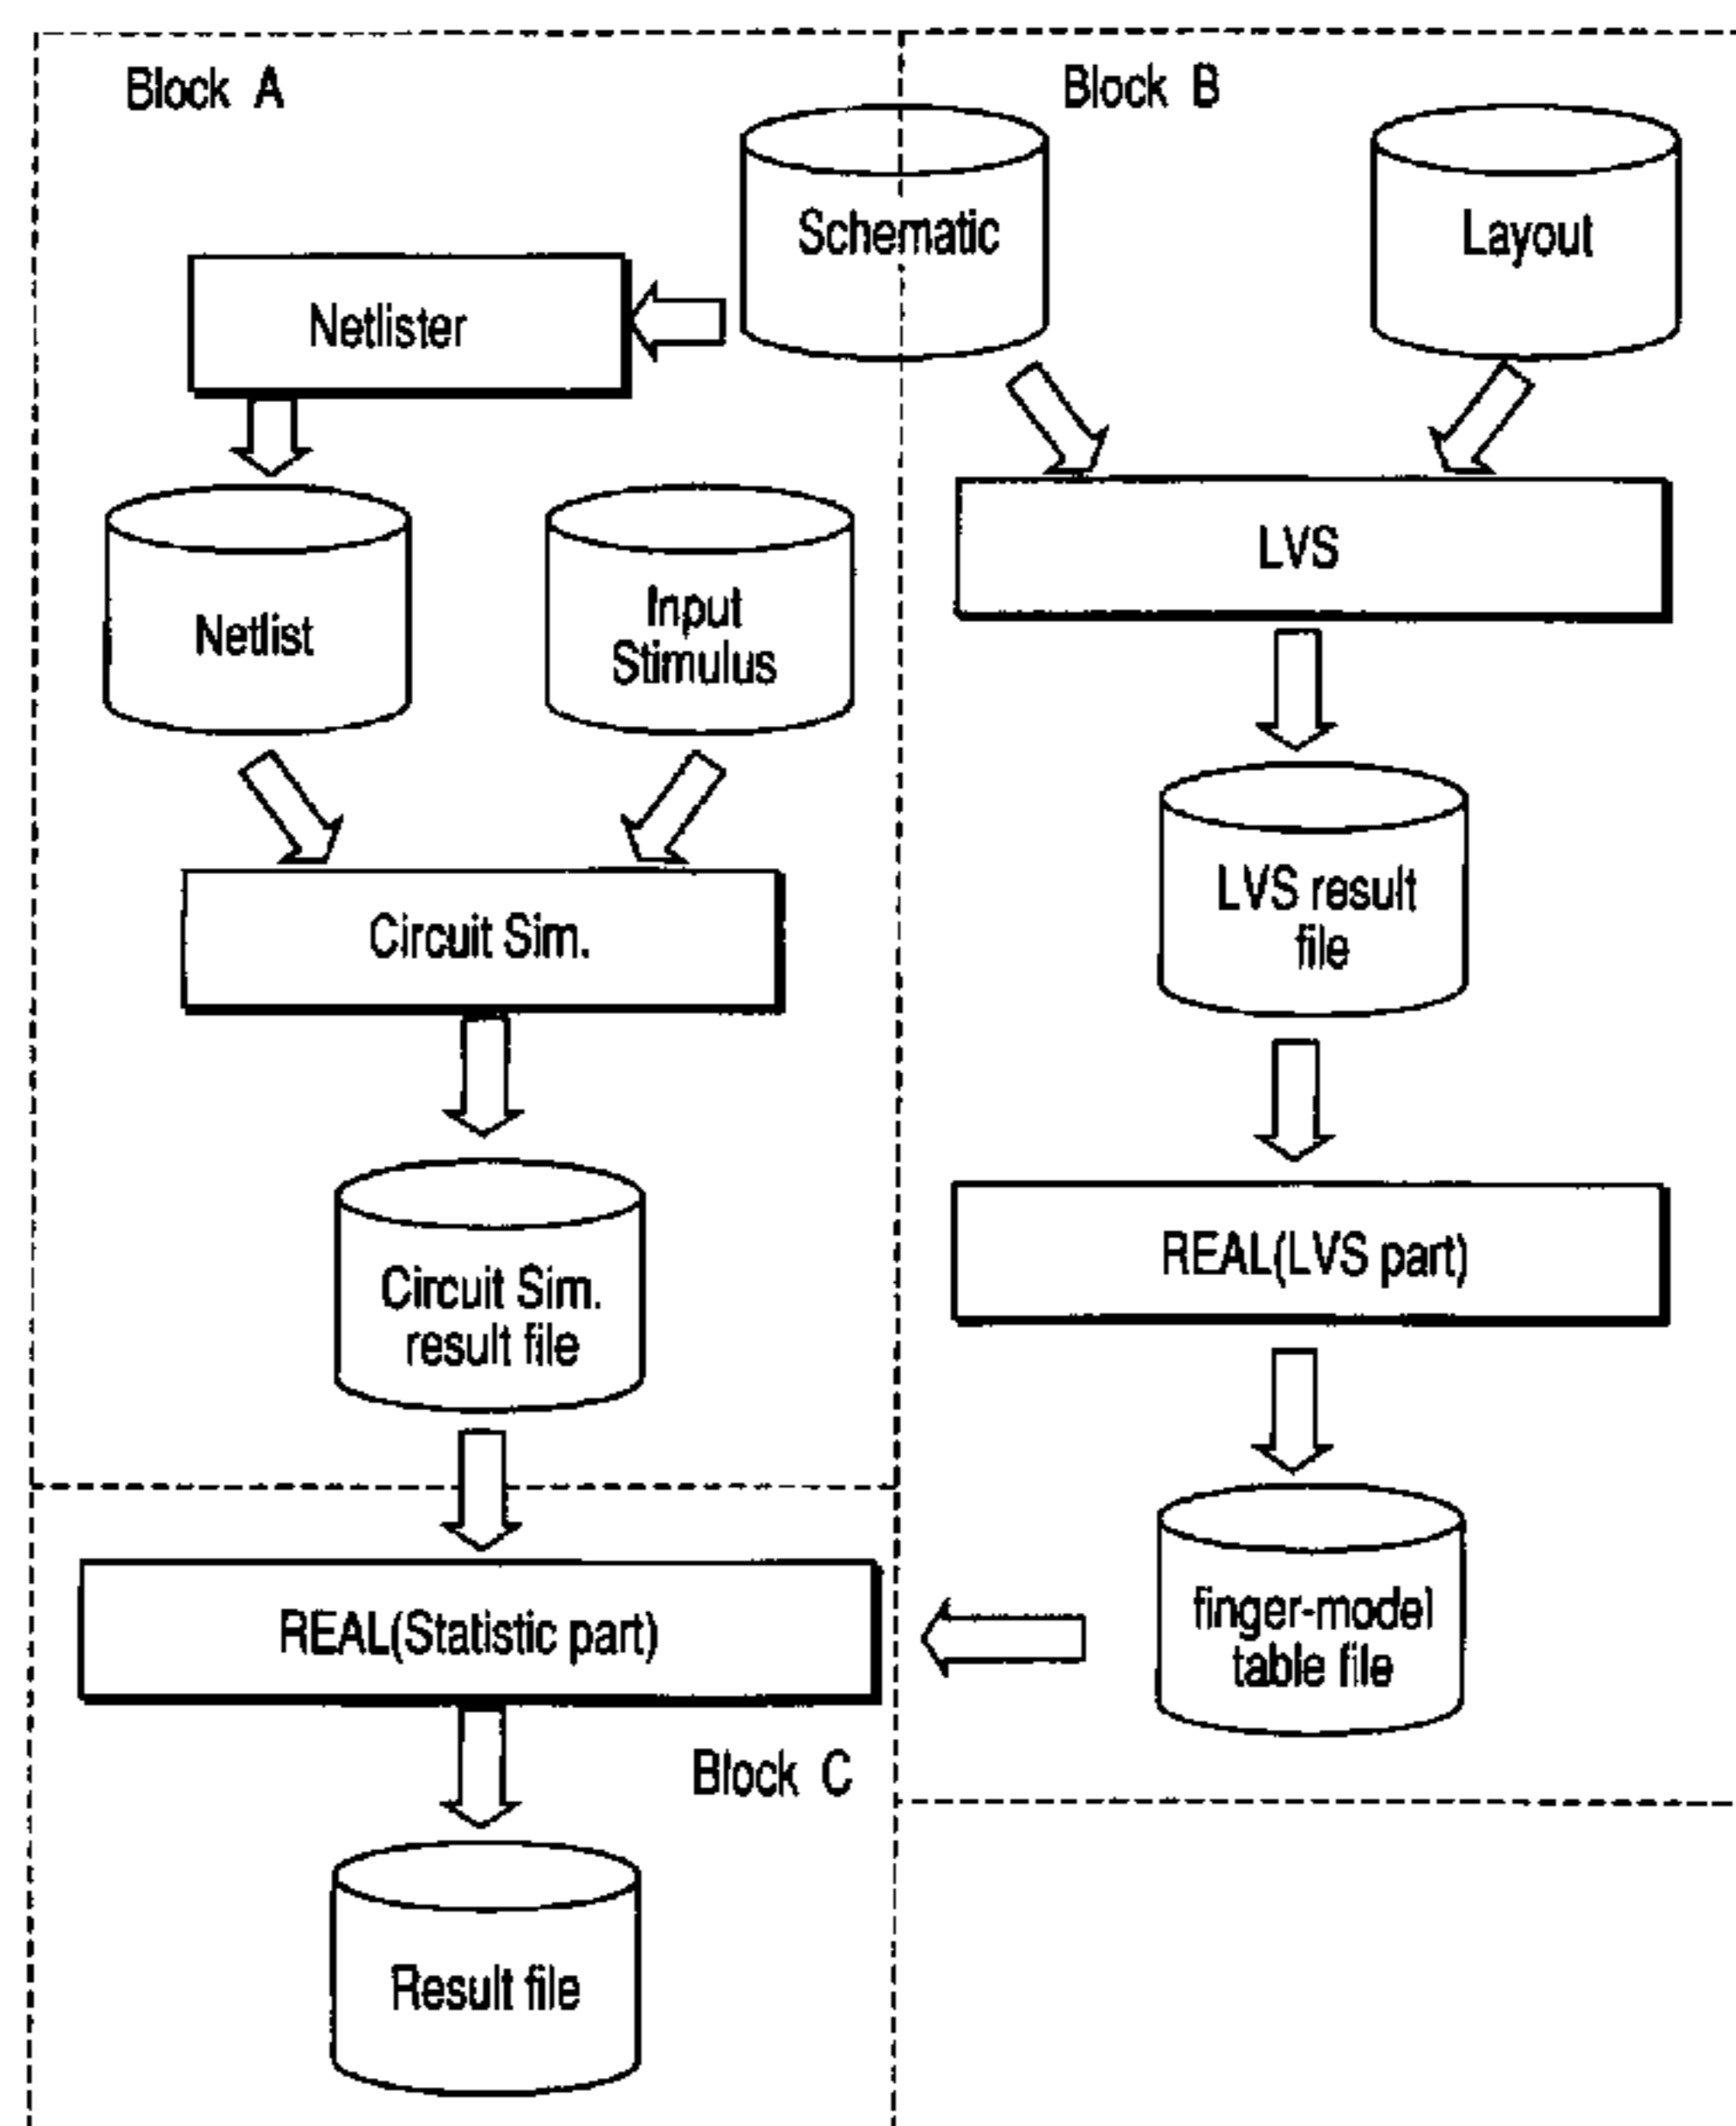 Block A
Block B
Schematic
Layout
Netlister
LVS
Netlist
Input
Stimulus
LVS result
file
Circuit Sim.
REAL(LVS part)
Circuit Sim.
result file
finger-model
table file
REAL(Statistic part)
Block C
Result file